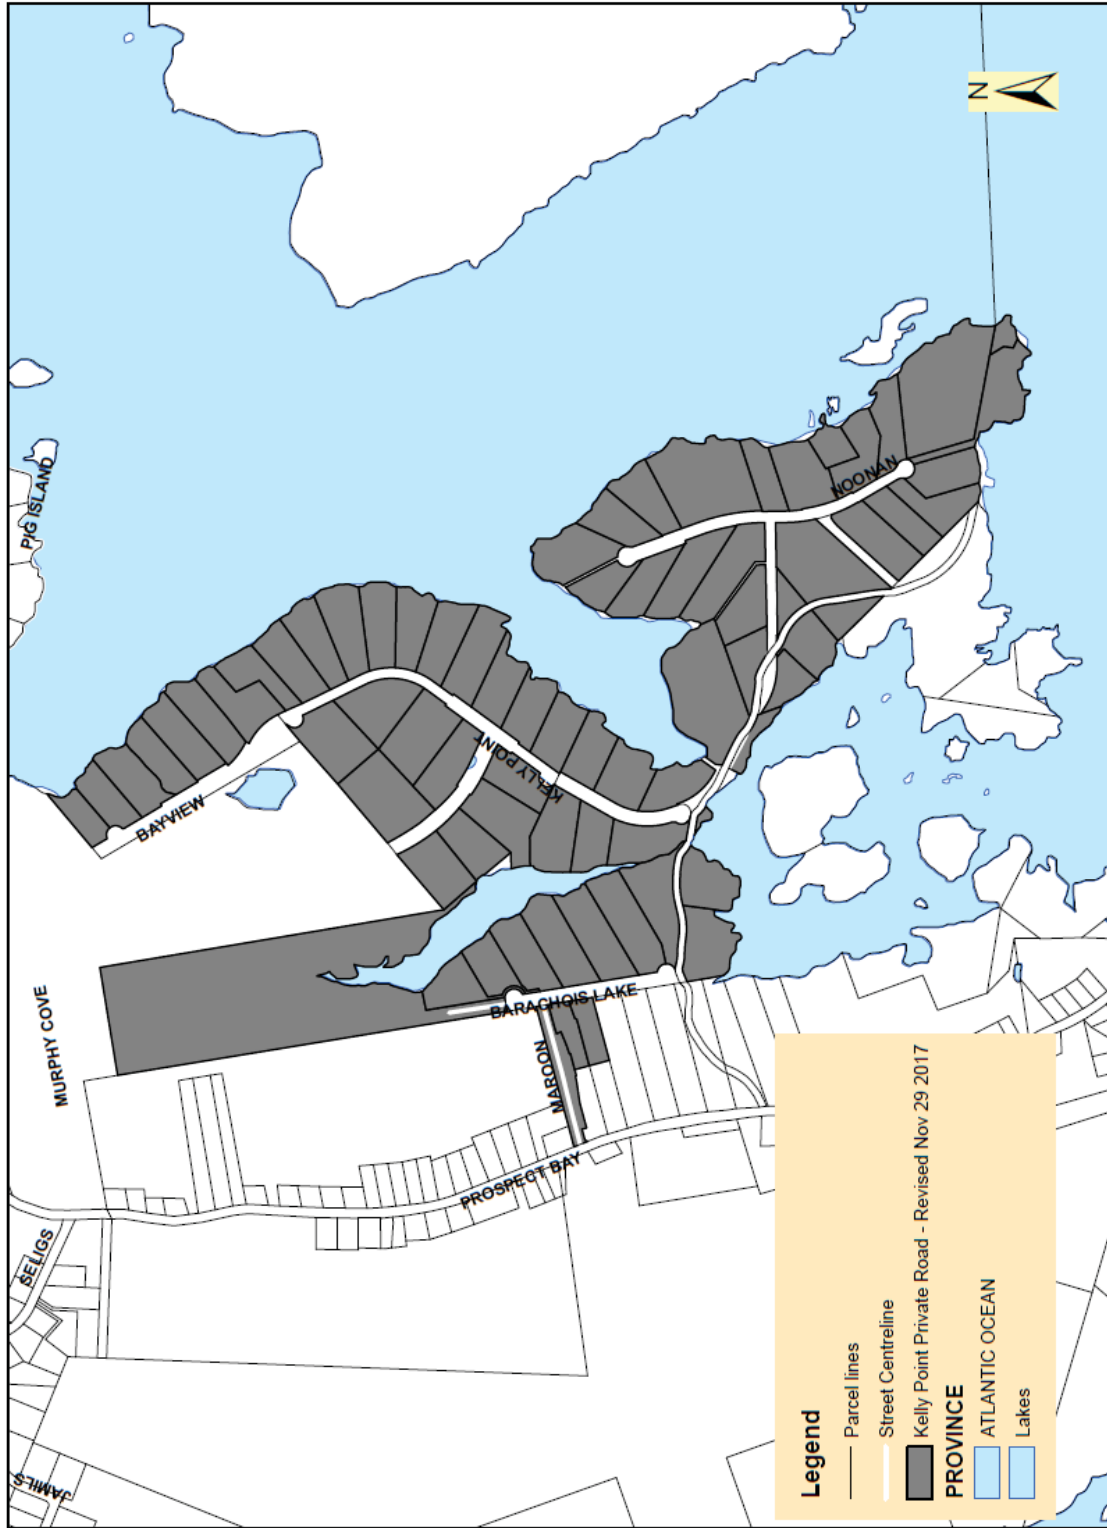 JAMILS
SELIGS
MURPHY COVE
PIG ISLAND
BAYVIEW
KELLY POINT
PROSPECT BAY
MAROON
BARACHOIS LAKE
NOONAN
N
Legend
Parcel lines
Street Centreline
Kelly Point Private Road - Revised Nov 29 2017
PROVINCE
ATLANTIC OCEAN
Lakes